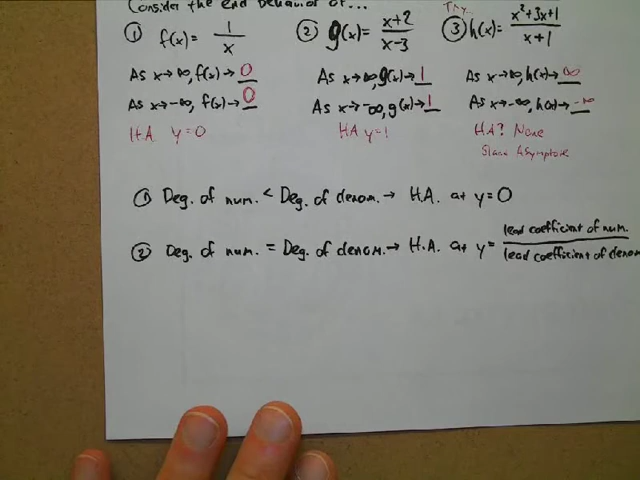 Consider the end behavior of...
① f(x) = 1/x ② g(x) = x+2/x-3 Try... ③ h(x) = x²+3x+1/x+1
As x→∞, f(x)→ 0 As x→∞, g(x)→ 1 As x→∞, h(x)→ ∞
As x→-∞, f(x)→ 0 As x→-∞, g(x)→ 1 As x→-∞, h(x)→ -∞
H.A y=0 HA y=1 HA? None
Slant Asymptote
① Deg. of num. < Deg. of denom. → H.A. at y=0
② Deg. of num. = Deg. of denom. → H.A. at y= lead coefficient of num./lead coefficient of denom